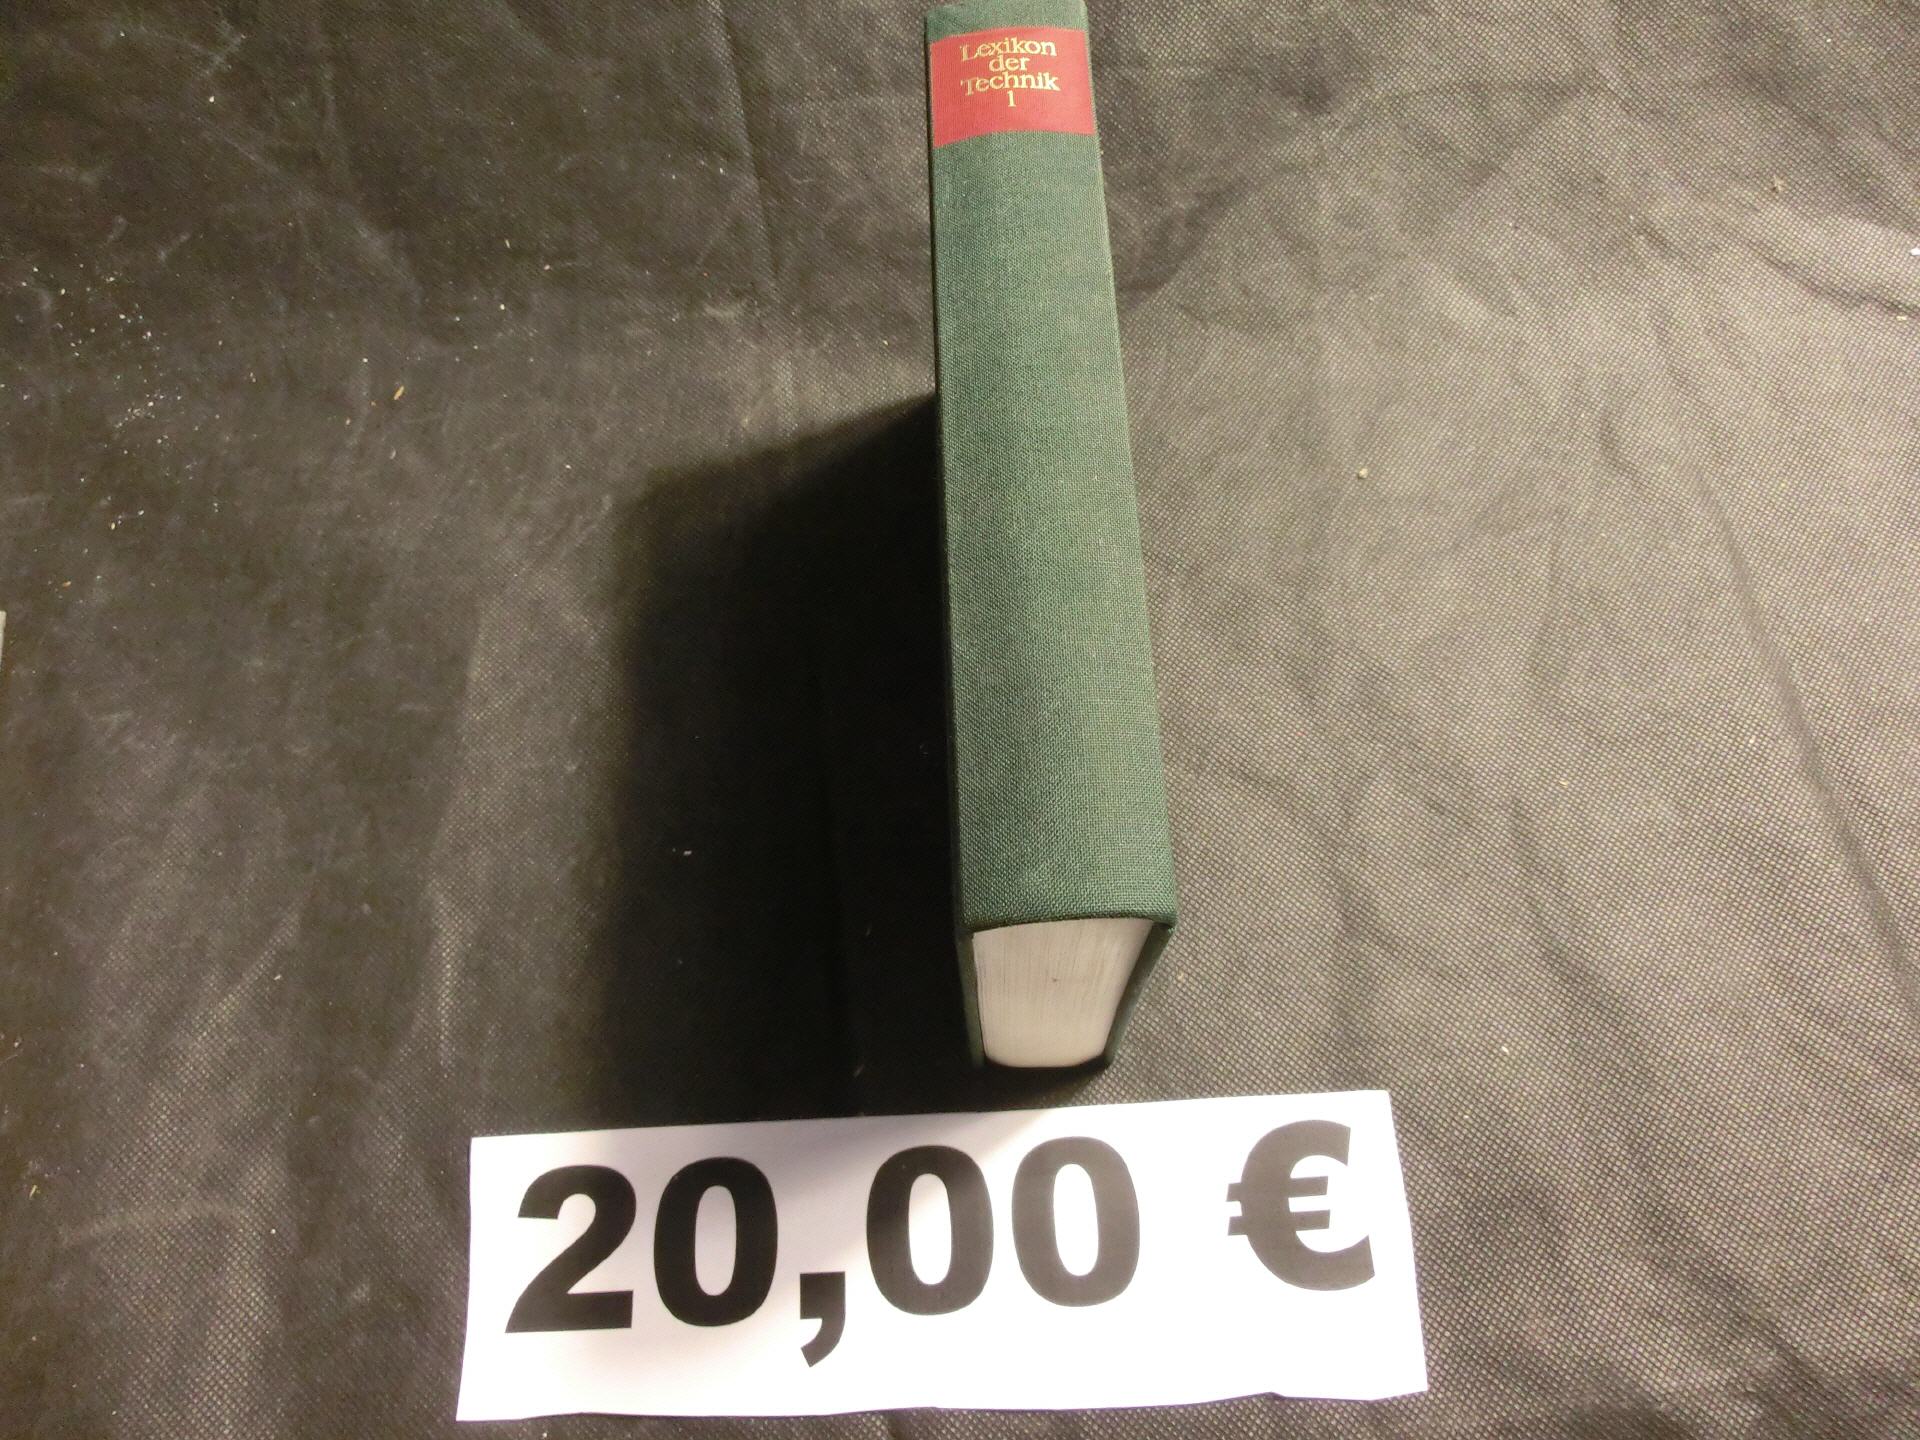 Lexikon
der
Technik
1
20,00 €